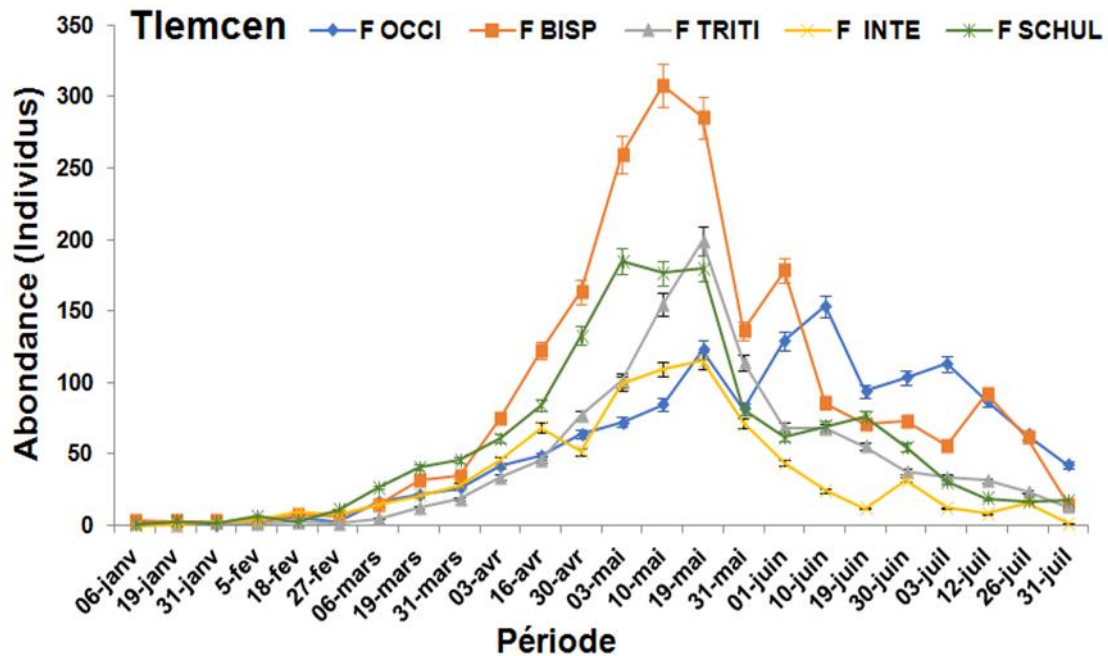 Tlemcen
F OCCI
F BISP
F TRITI
F INTE
F SCHUL
Abondance (Individus)
350
300
250
200
150
100
50
0
06-janv
19-janv
31-janv
5-fev
18-fev
27-fev
06-mars
19-mars
31-mars
03-avr
16-avr
30-avr
03-mai
10-mai
19-mai
31-mai
01-juin
10-juin
19-juin
30-juin
03-juil
12-juil
26-juil
31-juil
Période